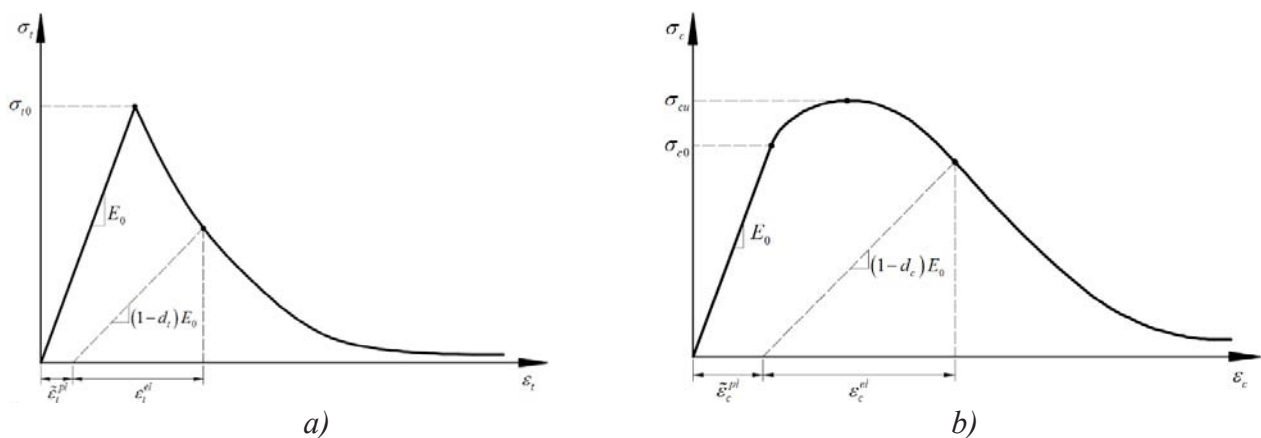 σ_t
σ_t0
E_0
(1-d_t)E_0
ε̃_t^pl
ε_t^el
ε_t
a)
σ_c
σ_cu
σ_c0
E_0
(1-d_c)E_0
ε̃_c^pl
ε_c^el
ε_c
b)